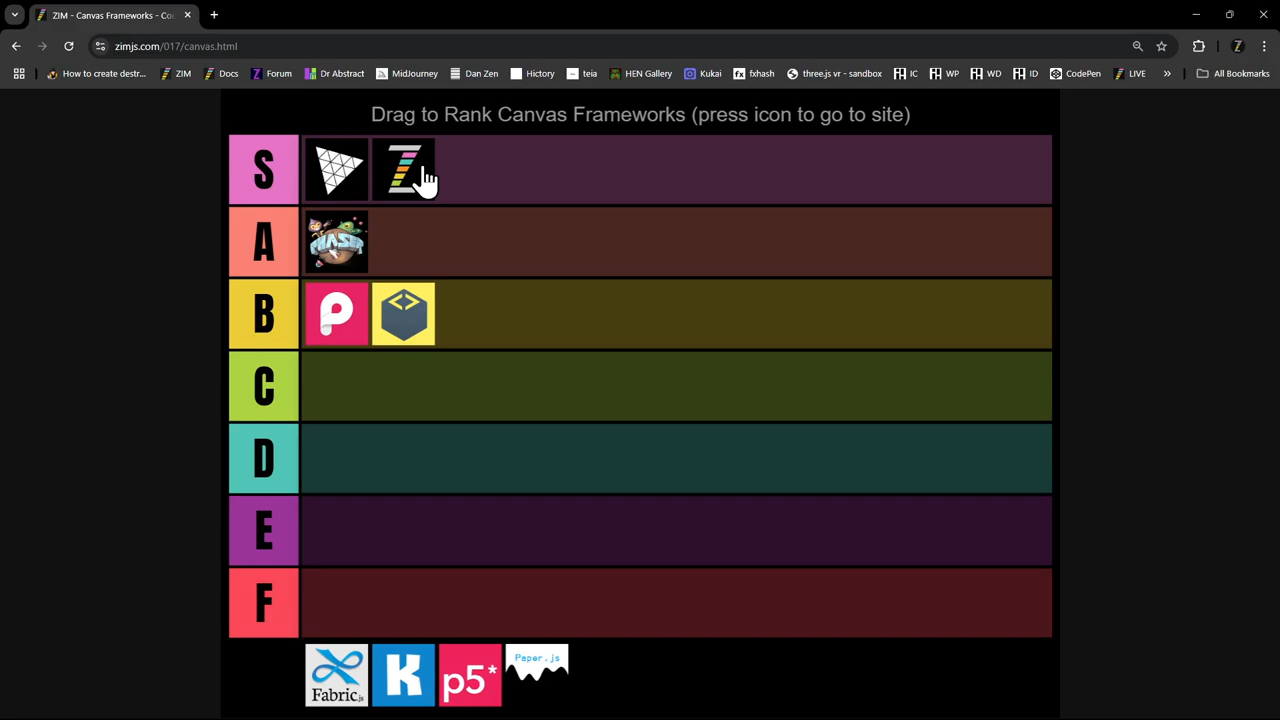 ZIM - Canvas Frameworks - Co
zimjs.com/017/canvas.html
How to create destr... ZIM Docs Forum Dr Abstract MidJourney Dan Zen Hictory teia HEN Gallery Kukai fx fxhash three.js vr - sandbox IC WP WD ID CodePen LIVE » All Bookmarks
Drag to Rank Canvas Frameworks (press icon to go to site)
S
A PHASER
B
C
D
E
F
Fabric.js K p5* Paper.js